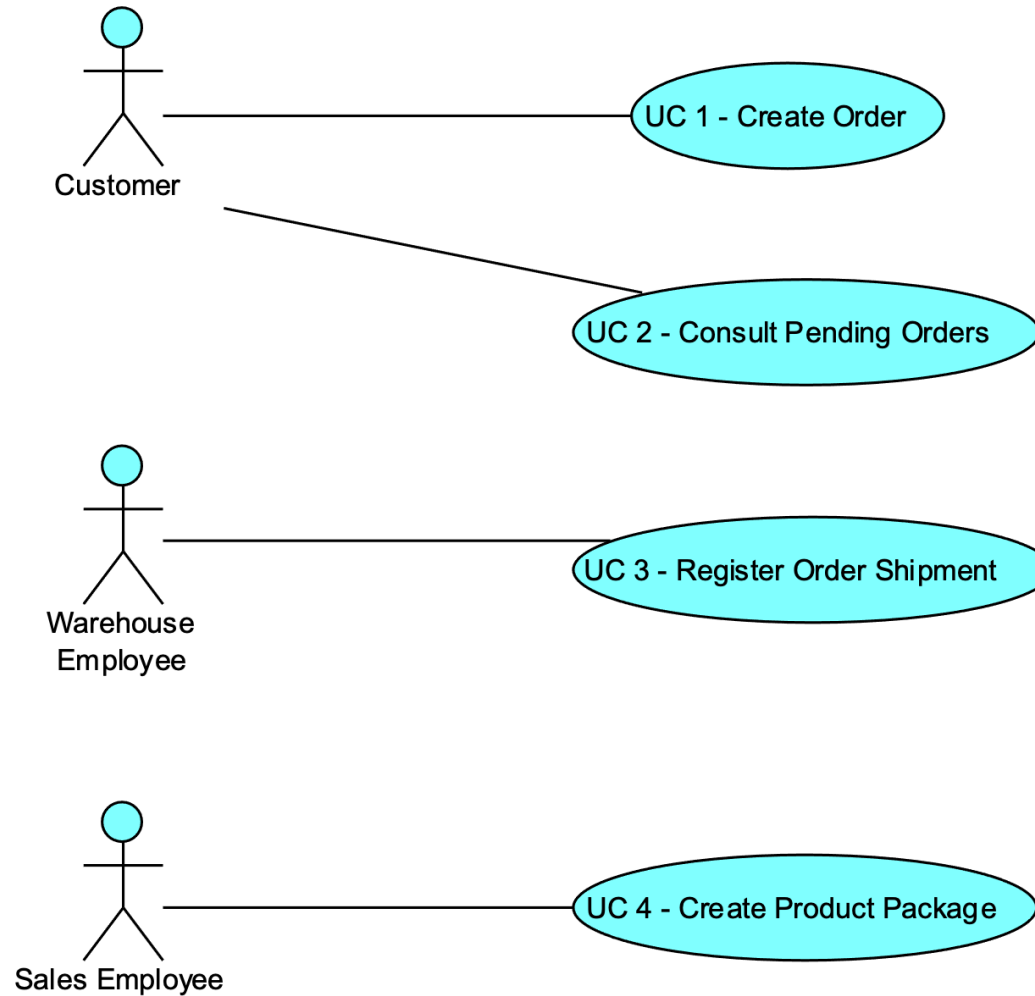 UC 1 - Create Order
Customer
UC 2 - Consult Pending Orders
UC 3 - Register Order Shipment
Warehouse
Employee
UC 4 - Create Product Package
Sales Employee